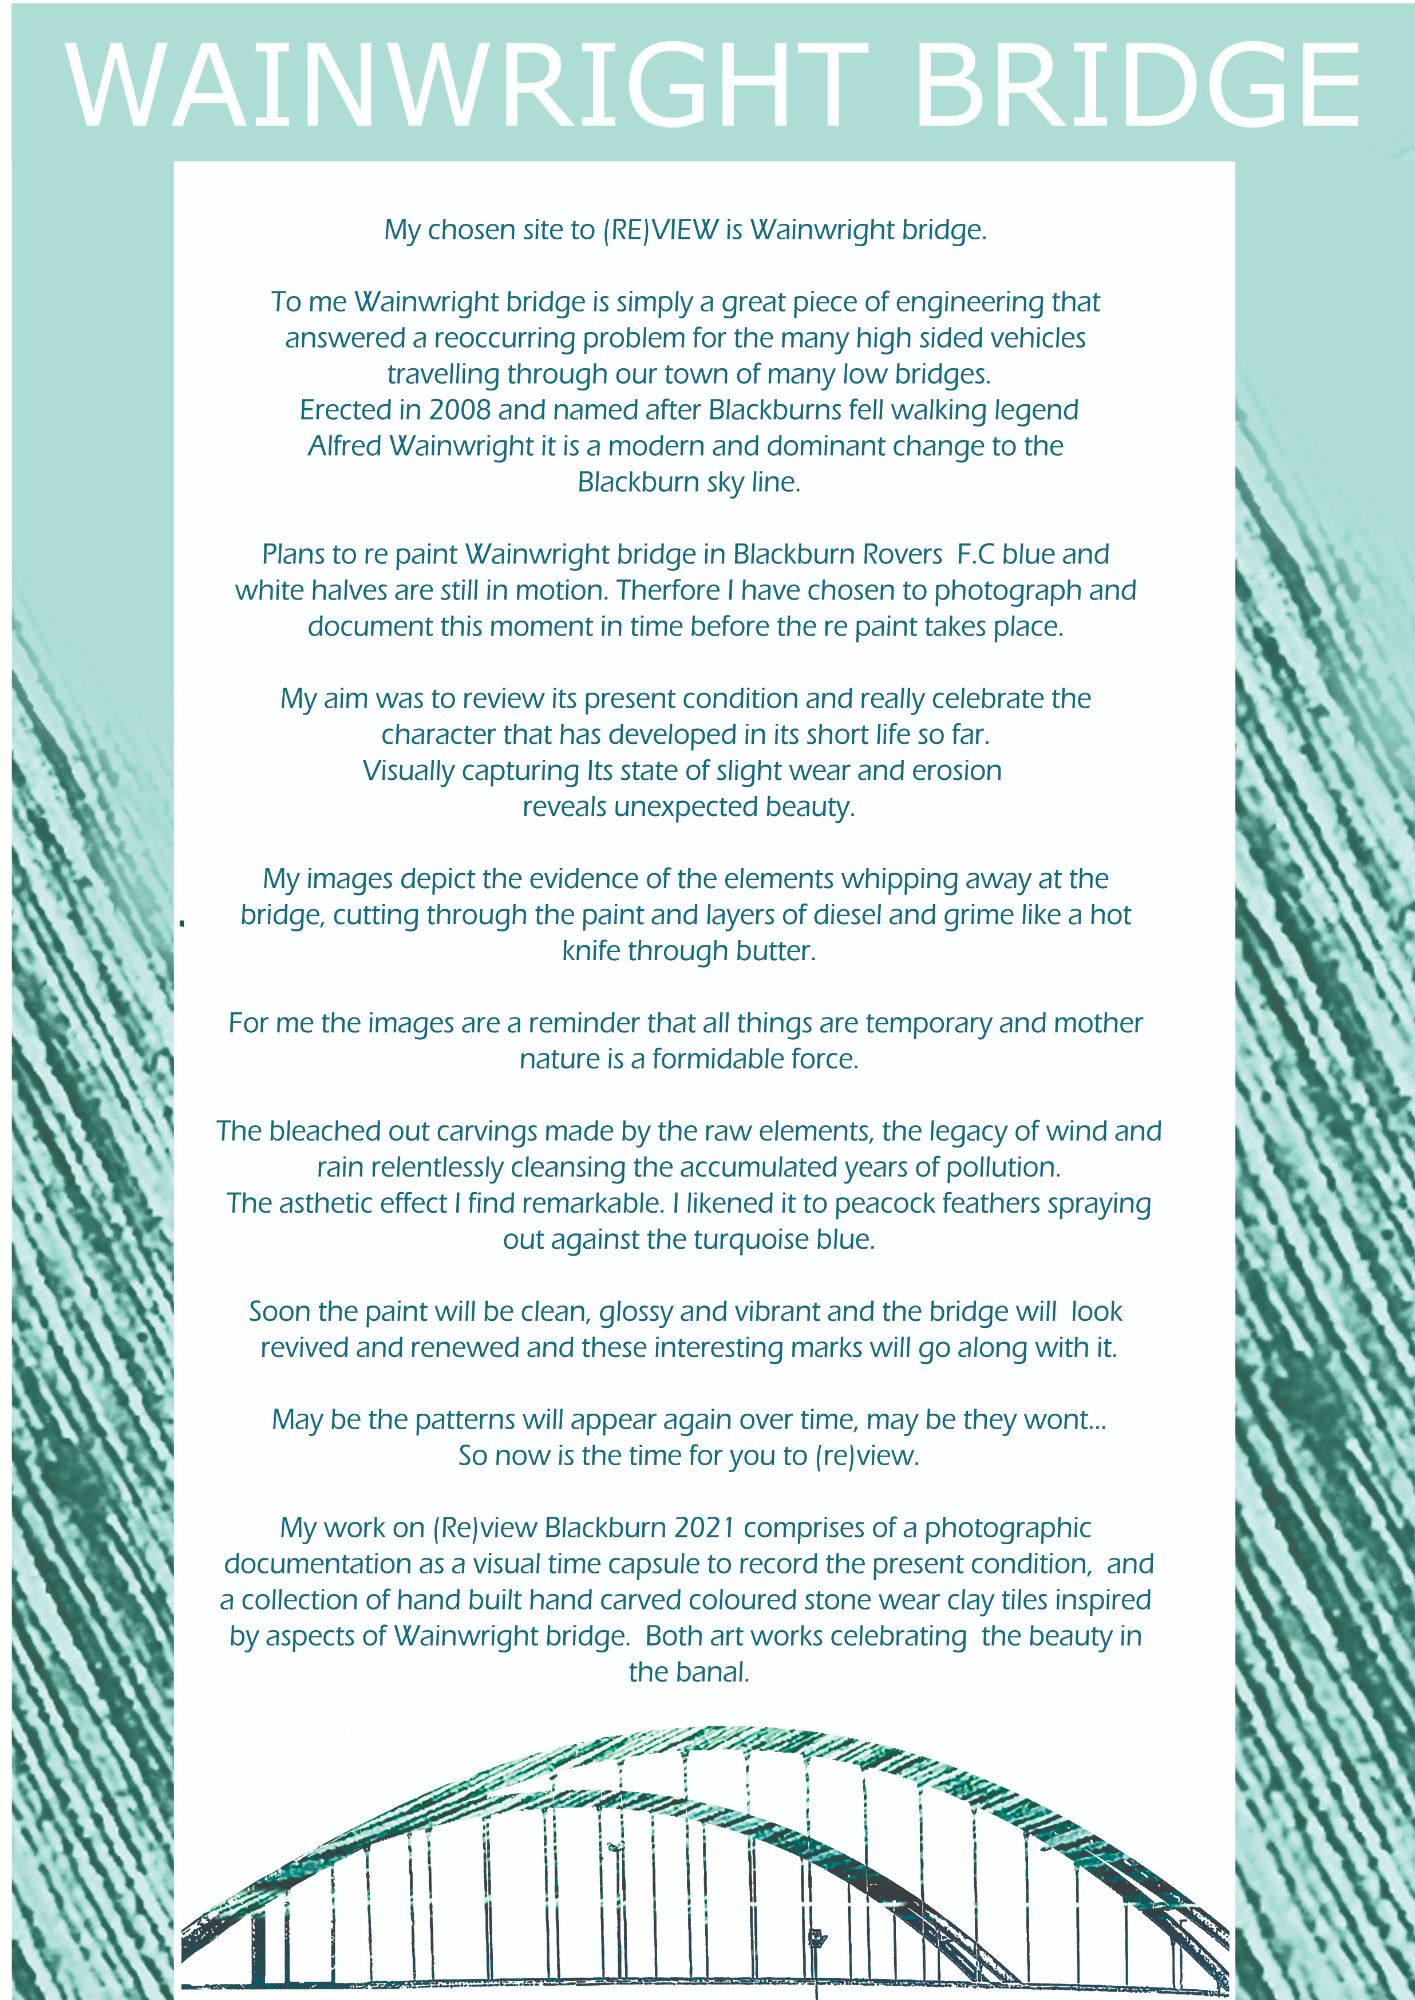 WAINWRIGHT BRIDGE
My chosen site to (RE)VIEW is Wainwright bridge.
To me Wainwright bridge is simply a great piece of engineering that
answered a reoccurring problem for the many high sided vehicles
travelling through our town of many low bridges.
Erected in 2008 and named after Blackburns fell walking legend
Alfred Wainwright it is a modern and dominant change to the
Blackburn sky line.
Plans to re paint Wainwright bridge in Blackburn Rovers  F.C blue and
white halves are still in motion. Therfore I have chosen to photograph and
document this moment in time before the re paint takes place.
My aim was to review its present condition and really celebrate the
character that has developed in its short life so far.
Visually capturing Its state of slight wear and erosion
reveals unexpected beauty.
My images depict the evidence of the elements whipping away at the
bridge, cutting through the paint and layers of diesel and grime like a hot
knife through butter.
For me the images are a reminder that all things are temporary and mother
nature is a formidable force.
The bleached out carvings made by the raw elements, the legacy of wind and
rain relentlessly cleansing the accumulated years of pollution.
The asthetic effect I find remarkable. I likened it to peacock feathers spraying
out against the turquoise blue.
Soon the paint will be clean, glossy and vibrant and the bridge will  look
revived and renewed and these interesting marks will go along with it.
May be the patterns will appear again over time, may be they wont...
So now is the time for you to (re)view.
My work on (Re)view Blackburn 2021 comprises of a photographic
documentation as a visual time capsule to record the present condition,  and
a collection of hand built hand carved coloured stone wear clay tiles inspired
by aspects of Wainwright bridge.  Both art works celebrating  the beauty in
the banal.